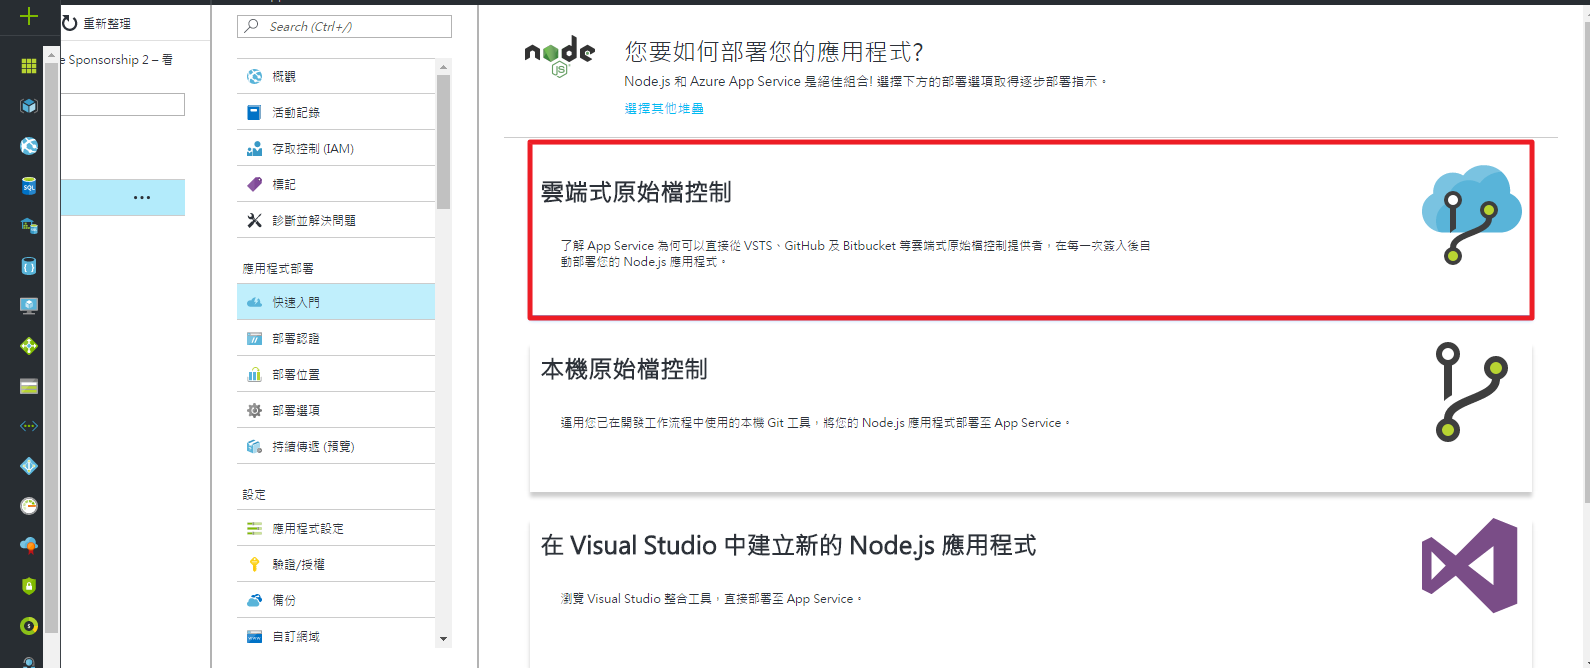 重新整理
e Sponsorship 2 – 看
...
Search (Ctrl+/)
概觀
活動記錄
存取控制 (IAM)
標記
診斷並解決問題
應用程式部署
快速入門
部署認證
部署位置
部署選項
持續傳遞 (預覽)
設定
應用程式設定
驗證/授權
備份
自訂網域
node
JS
您要如何部署您的應用程式?
Node.js 和 Azure App Service 是絕佳組合! 選擇下方的部署選項取得逐步部署指示。
選擇其他堆疊
雲端式原始檔控制
了解 App Service 為何可以直接從 VSTS、GitHub 及 Bitbucket 等雲端式原始檔控制提供者，在每一次簽入後自
動部署您的 Node.js 應用程式。
本機原始檔控制
運用您已在開發工作流程中使用的本機 Git 工具，將您的 Node.js 應用程式部署至 App Service。
在 Visual Studio 中建立新的 Node.js 應用程式
瀏覽 Visual Studio 整合工具，直接部署至 App Service。